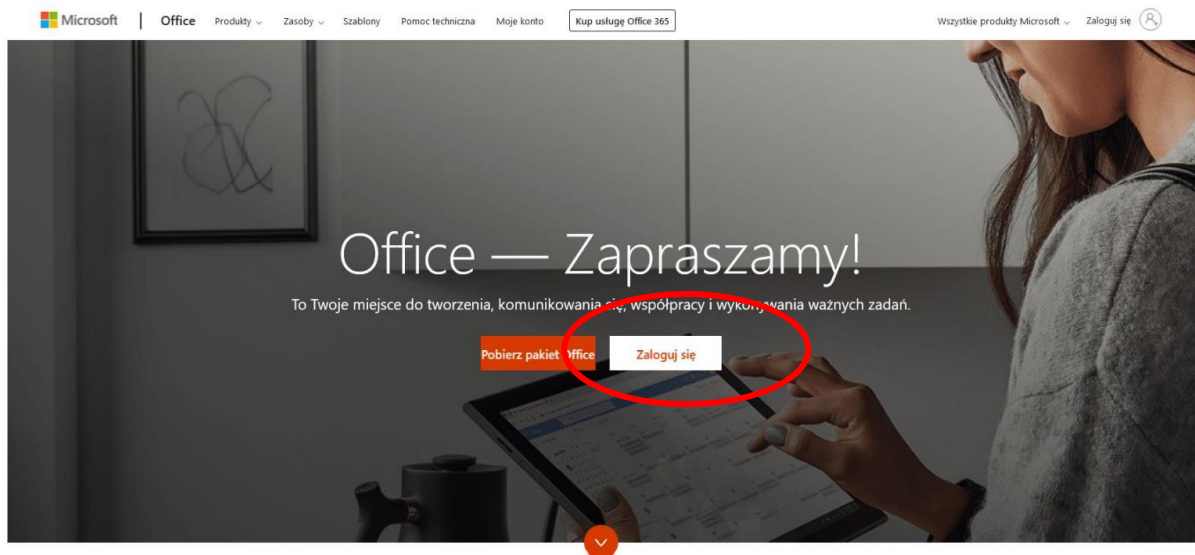 Microsoft Office Produkty Zasoby Szablony Pomoc techniczna Moje konto Kup usługę Office 365 Wszystkie produkty Microsoft Zaloguj się
Office — Zapraszamy!
To Twoje miejsce do tworzenia, komunikowania się, współpracy i wykonywania ważnych zadań.
Pobierz pakiet Office Zaloguj się